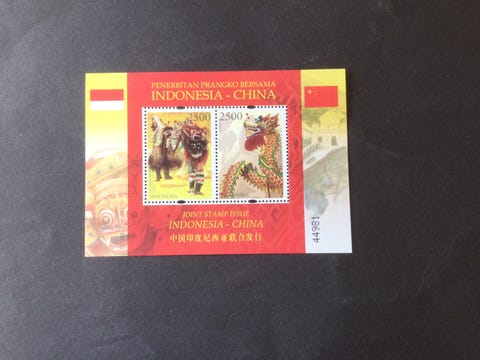 PENERBITAN PRANGKO BERSAMA
INDONESIA - CHINA
2500
2500
INDONESIA
JOINT STAMP ISSUE
INDONESIA - CHINA
中国印度尼西亚联合发行
44981